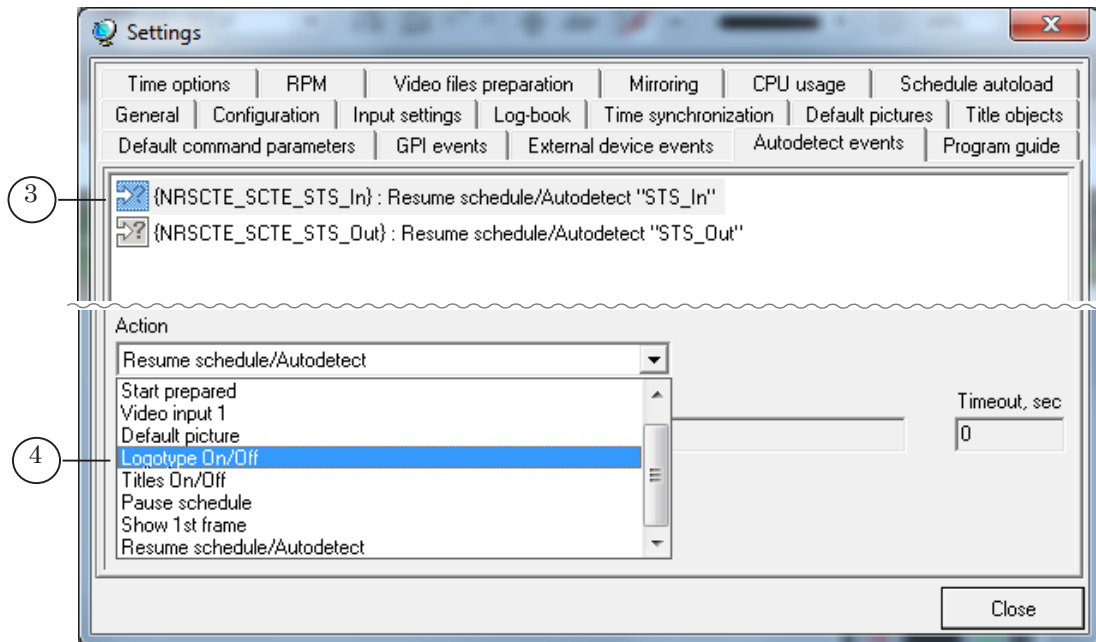 Settings
Time options RPM Video files preparation Mirroring CPU usage Schedule autoload
General Configuration Input settings Log-book Time synchronization Default pictures Title objects
Default command parameters GPI events External device events Autodetect events Program guide
3
{NRSCTE_SCTE_STS_In} : Resume schedule/Autodetect "STS_In"
{NRSCTE_SCTE_STS_Out} : Resume schedule/Autodetect "STS_Out"
Action
Resume schedule/Autodetect
Start prepared
Video input 1
Timeout, sec
Default picture
0
4
Logotype On/Off
Titles On/Off
Pause schedule
Show 1st frame
Resume schedule/Autodetect
Close